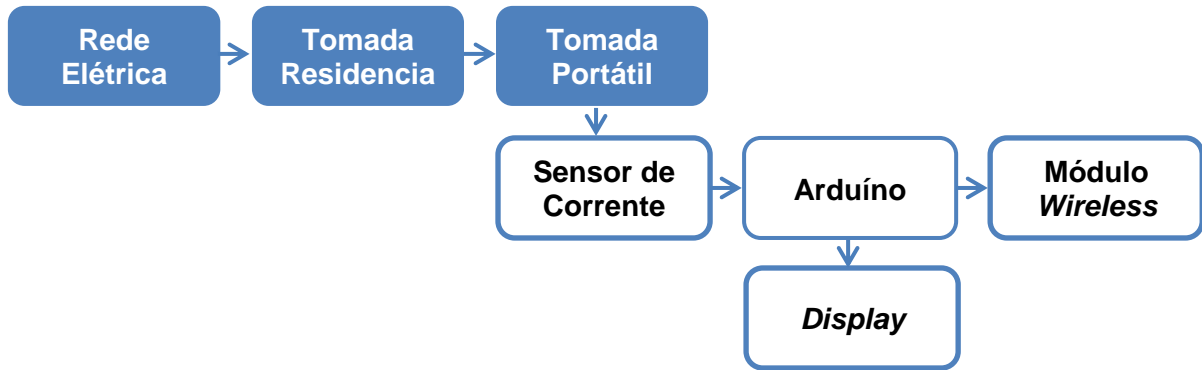 Rede
Elétrica
Tomada
Residencia
Tomada
Portátil
Sensor de
Corrente
Arduíno
Módulo
Wireless
Display